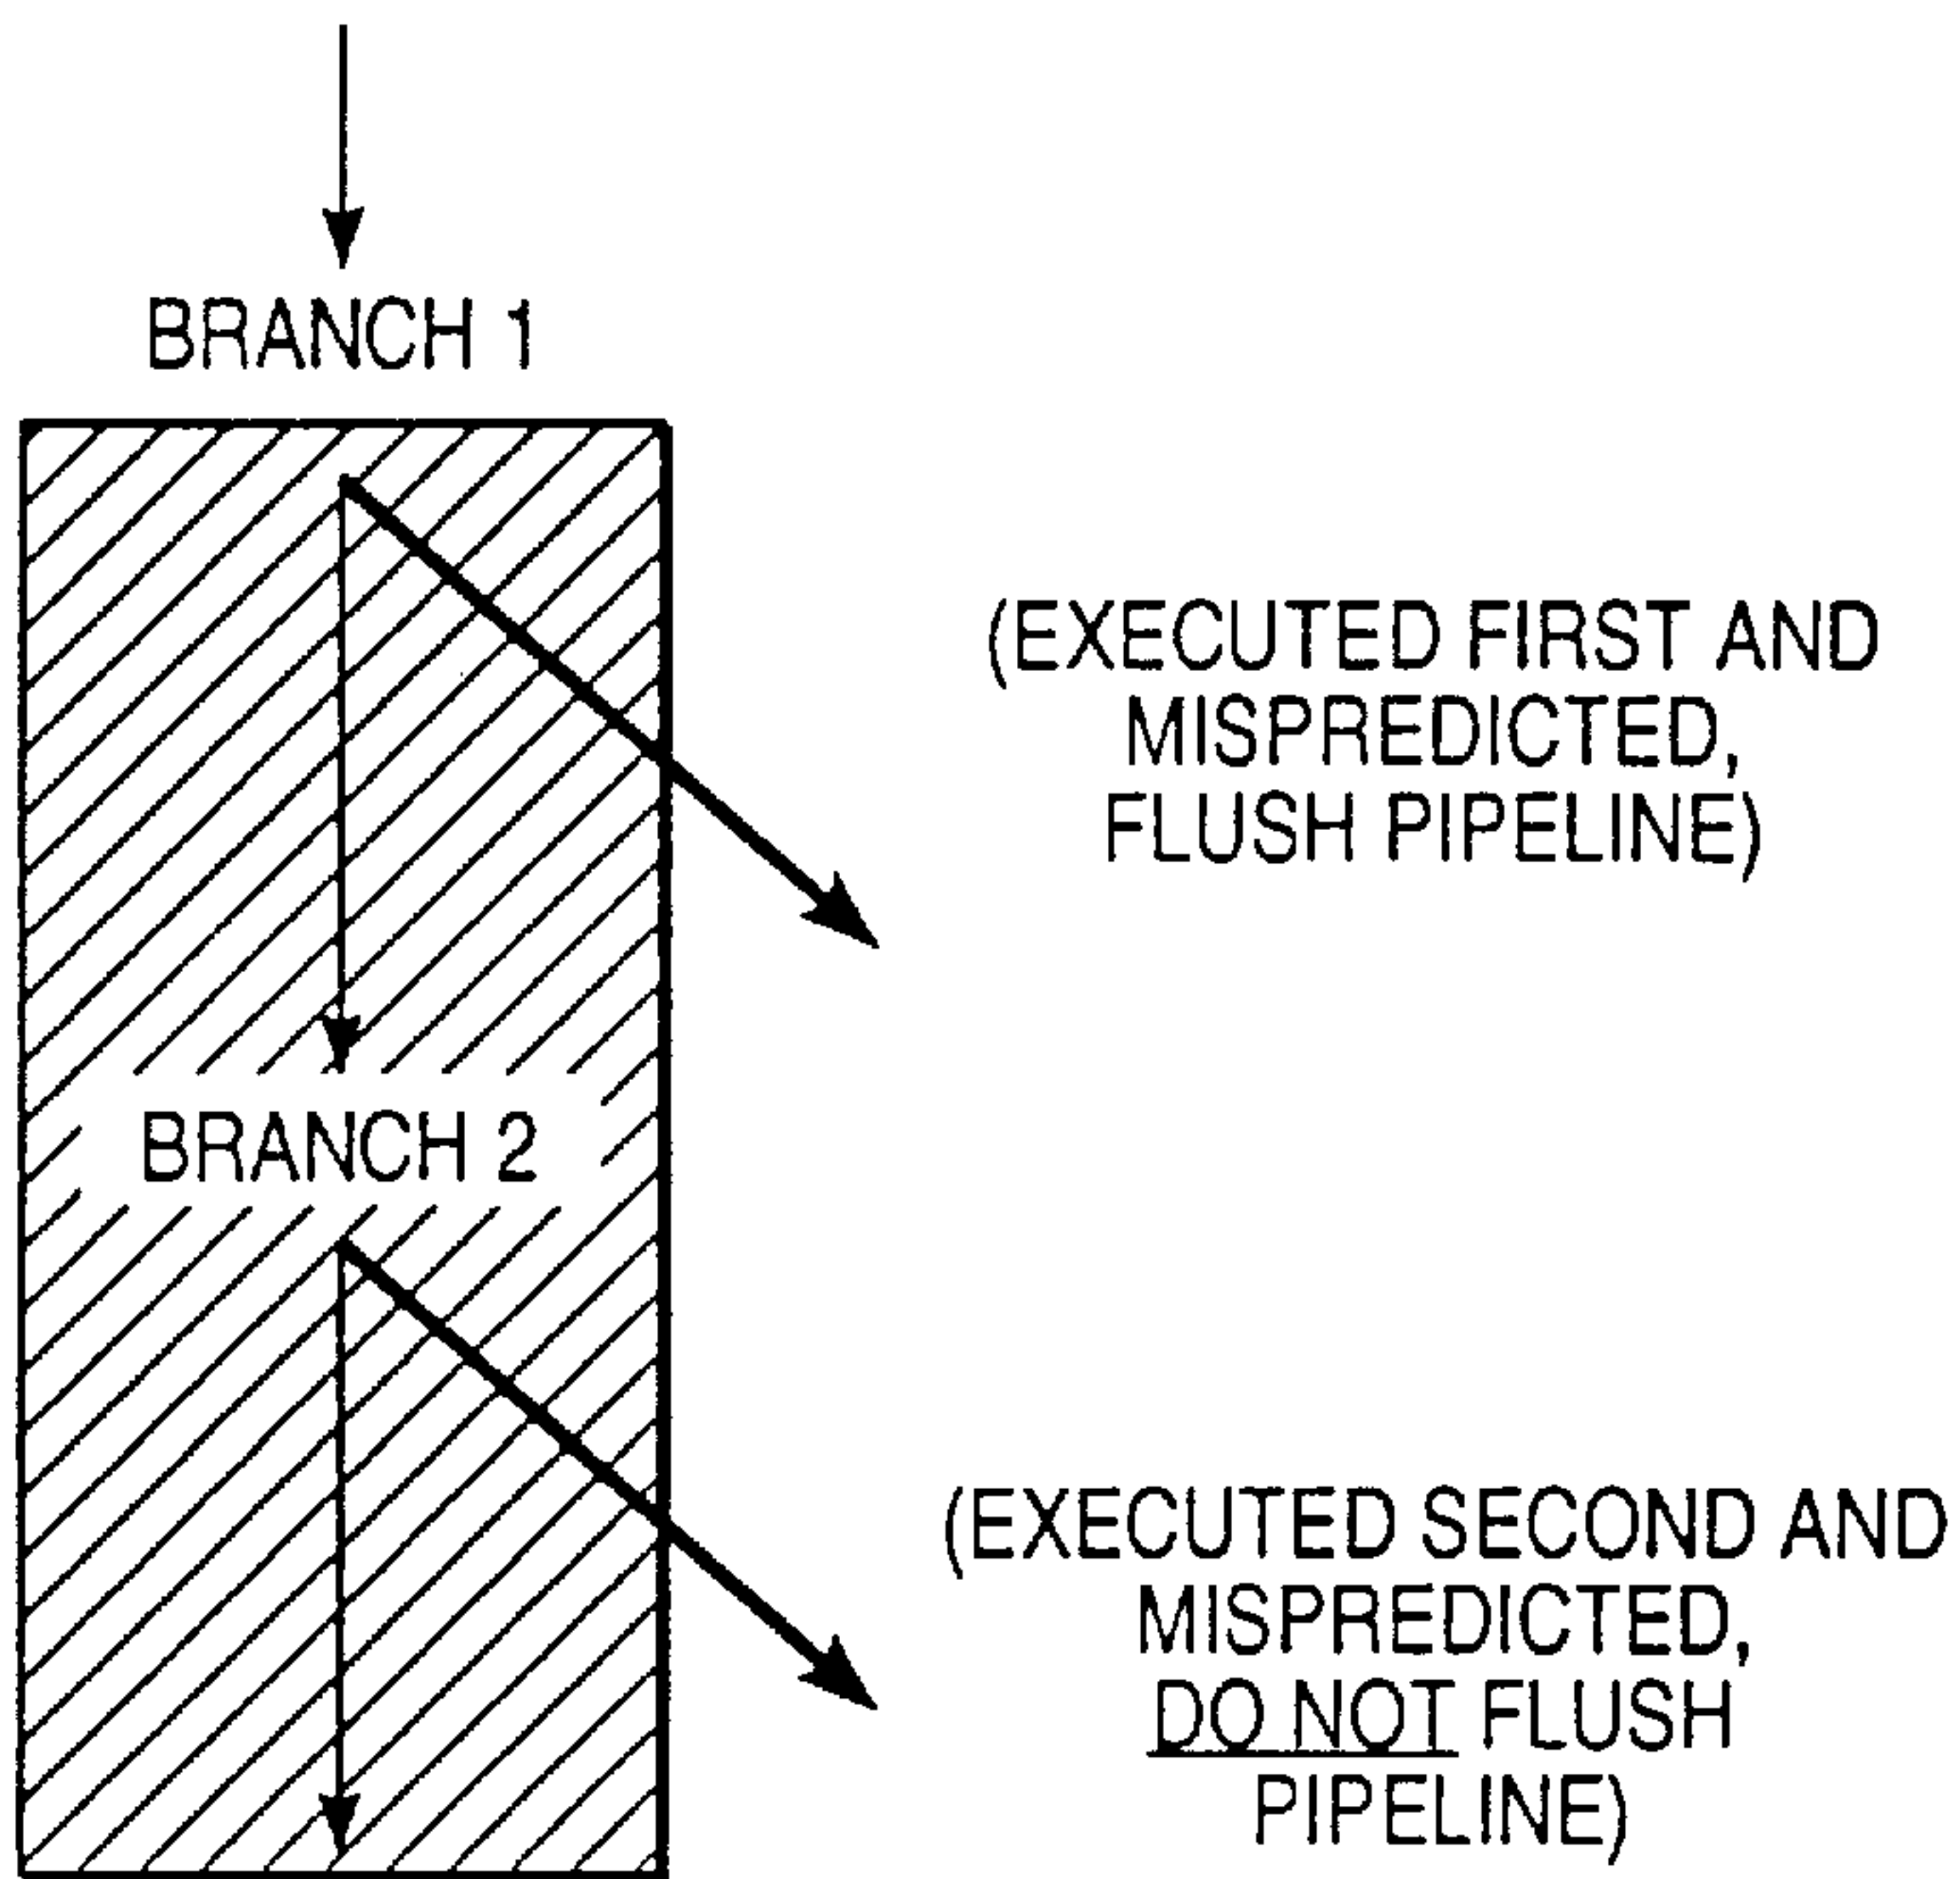 BRANCH 1
(EXECUTED FIRST AND
MISPREDICTED,
FLUSH PIPELINE)
BRANCH 2
(EXECUTED SECOND AND
MISPREDICTED,
DO NOT FLUSH
PIPELINE)